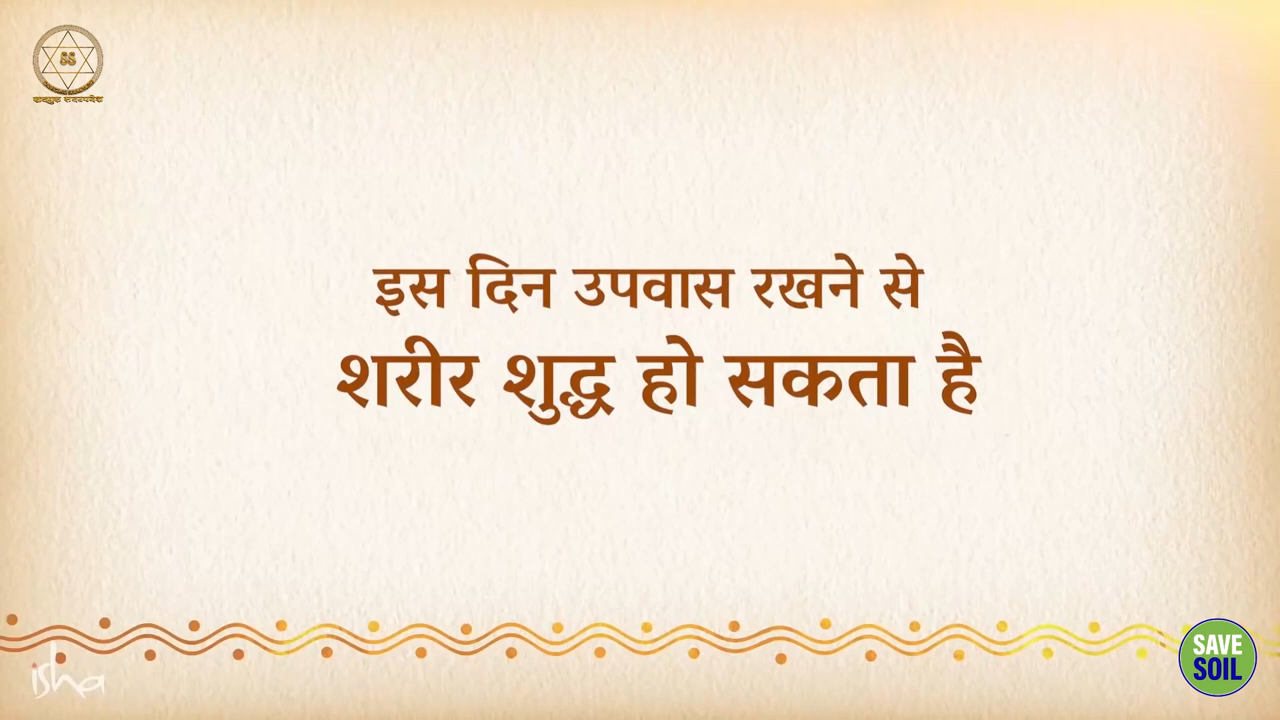 इस दिन उपवास रखने से
शरीर शुद्ध हो सकता है
isha
SAVE
SOIL